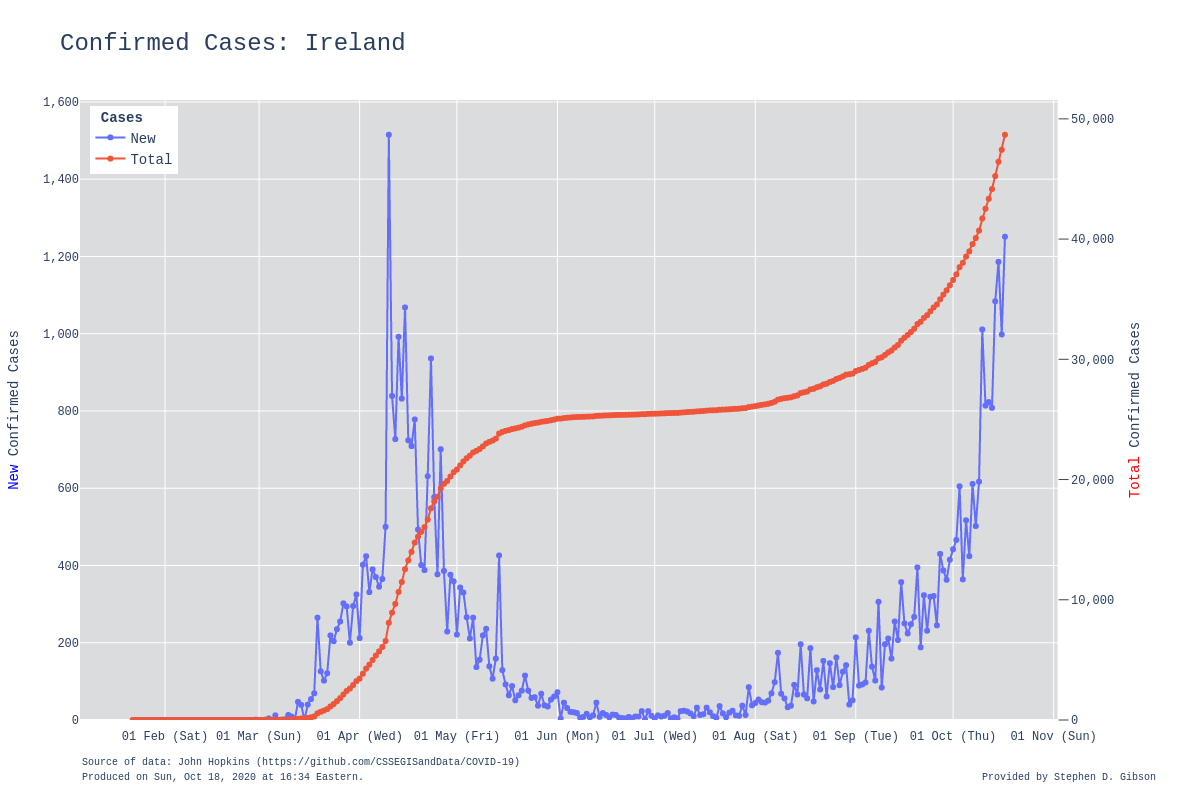 Confirmed Cases: Ireland
1,600
1,400
1,200
1,000
800
600
400
200
0
New Confirmed Cases
Cases
New
Total
50,000
40,000
30,000
20,000
10,000
0
Total Confirmed Cases
01 Feb (Sat) 01 Mar (Sun) 01 Apr (Wed) 01 May (Fri) 01 Jun (Mon) 01 Jul (Wed) 01 Aug (Sat) 01 Sep (Tue) 01 Oct (Thu) 01 Nov (Sun)
Source of data: John Hopkins (https://github.com/CSSEGISandData/COVID-19)
Produced on Sun, Oct 18, 2020 at 16:34 Eastern.
Provided by Stephen D. Gibson